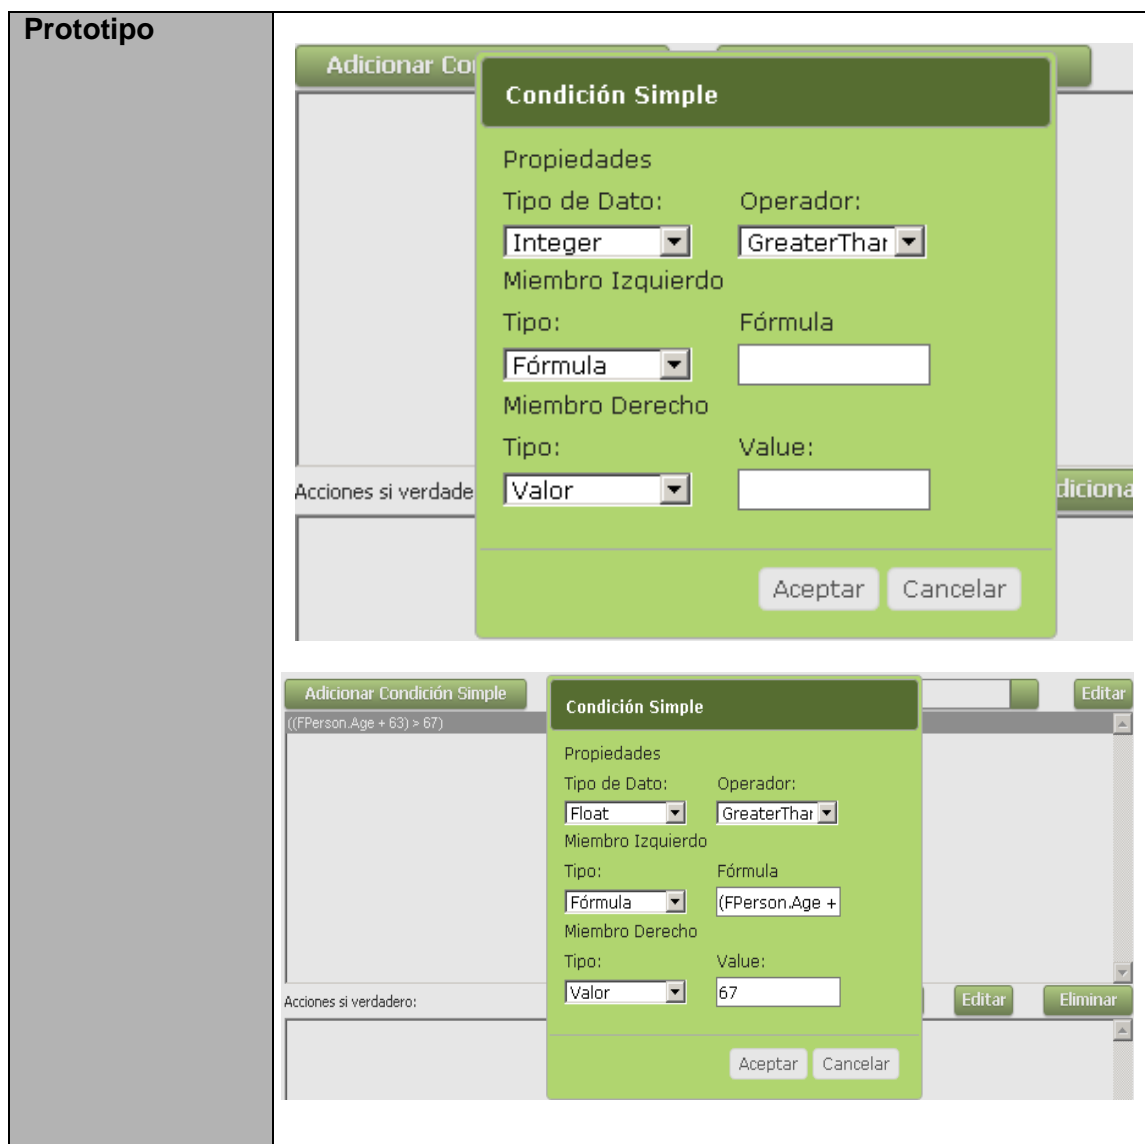 Prototipo
Adicionar Co
Condición Simple
Propiedades
Tipo de Dato: Operador:
Integer GreaterThar
Miembro Izquierdo
Tipo: Fórmula
Fórmula
Miembro Derecho
Tipo: Value:
Acciones si verdade Valor diciona
Aceptar Cancelar
Adicionar Condición Simple Editar
Condición Simple
((FPerson.Age + 63) > 67)
Propiedades
Tipo de Dato: Operador:
Float GreaterThar
Miembro Izquierdo
Tipo: Fórmula
Fórmula (FPerson.Age +
Miembro Derecho
Tipo: Value:
Valor 67
Acciones si verdadero: Editar Eliminar
Aceptar Cancelar